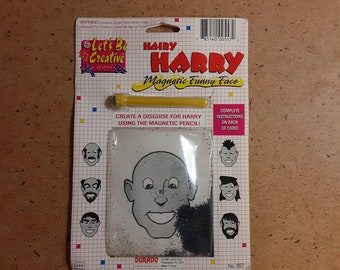 Let's Be
Creative
HAIRY
HARRY
Magnetic Funny Face
CREATE A DISGUISE FOR HARRY
USING THE MAGNETIC PENCIL!
COMPLETE
INSTRUCTIONS
ON BACK
OF CARD!
DURADO
No. 557